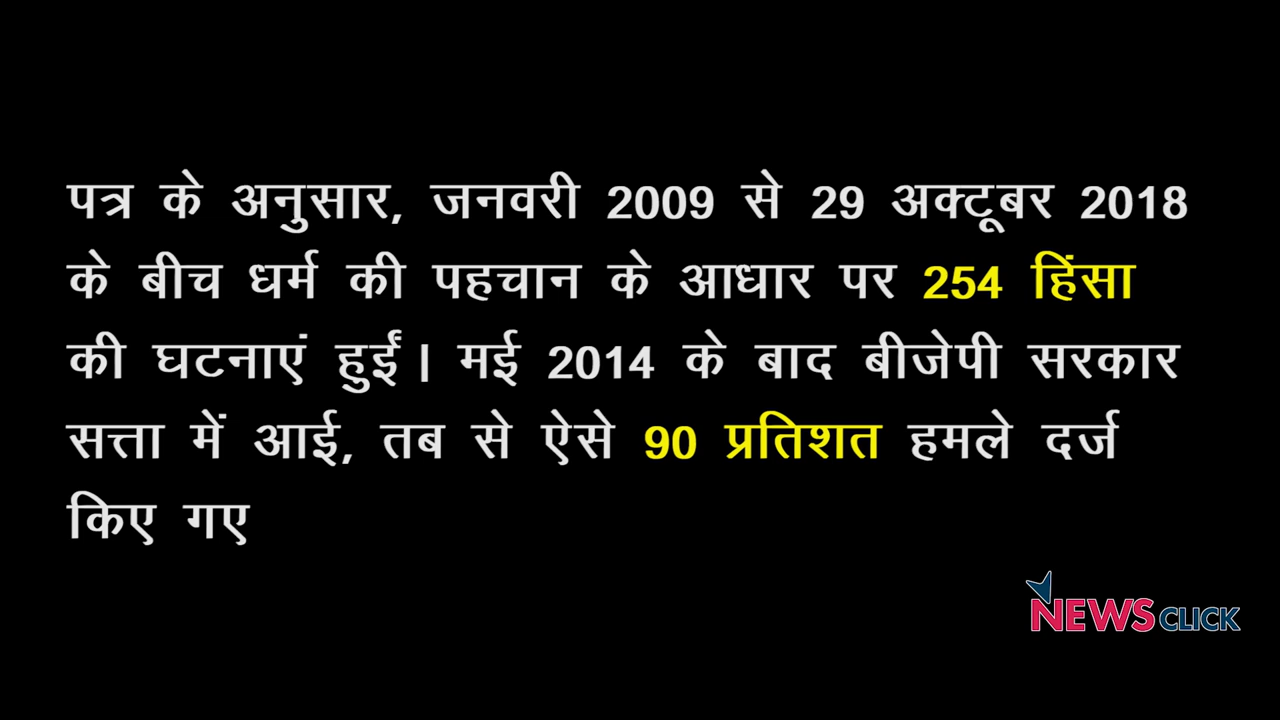 पत्र के अनुसार, जनवरी 2009 से 29 अक्टूबर 2018
के बीच धर्म की पहचान के आधार पर 254 हिंसा
की घटनाएं हुईं। मई 2014 के बाद बीजेपी सरकार
सत्ता में आई, तब से ऐसे 90 प्रतिशत हमले दर्ज
किए गए
NEWSCLICK